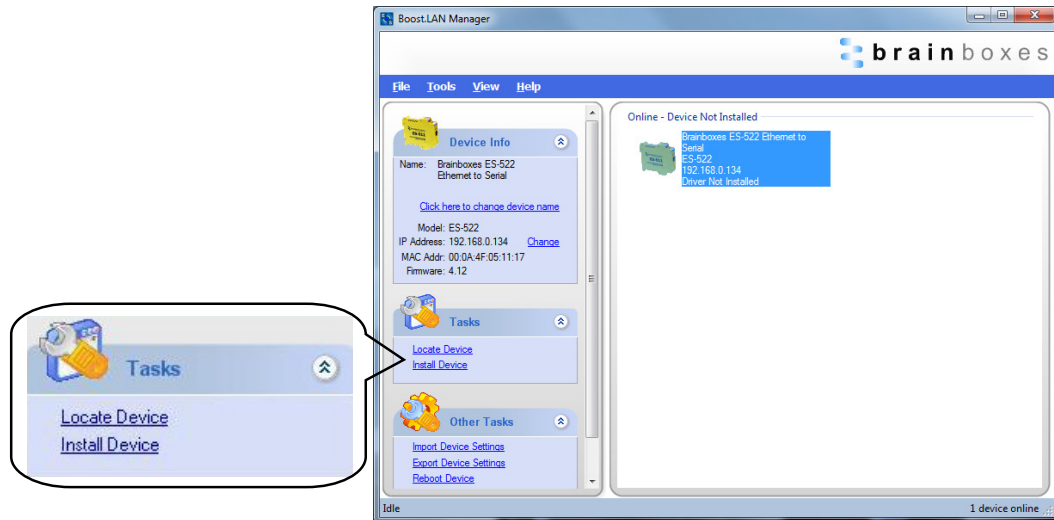 Boost.LAN Manager
brainboxes
File Tools View Help
Device Info
Name: Brainboxes ES-522
Ethernet to Serial
Click here to change device name
Model: ES-522
IP Address: 192.168.0.134 Change
MAC Addr: 00:0A:4F:05:11:17
Firmware: 4.12
Tasks
Locate Device
Install Device
Other Tasks
Import Device Settings
Export Device Settings
Reboot Device
Online - Device Not Installed
Brainboxes ES-522 Ethernet to
Serial
ES-522
192.168.0.134
Driver Not Installed
Idle
1 device online
Tasks
Locate Device
Install Device